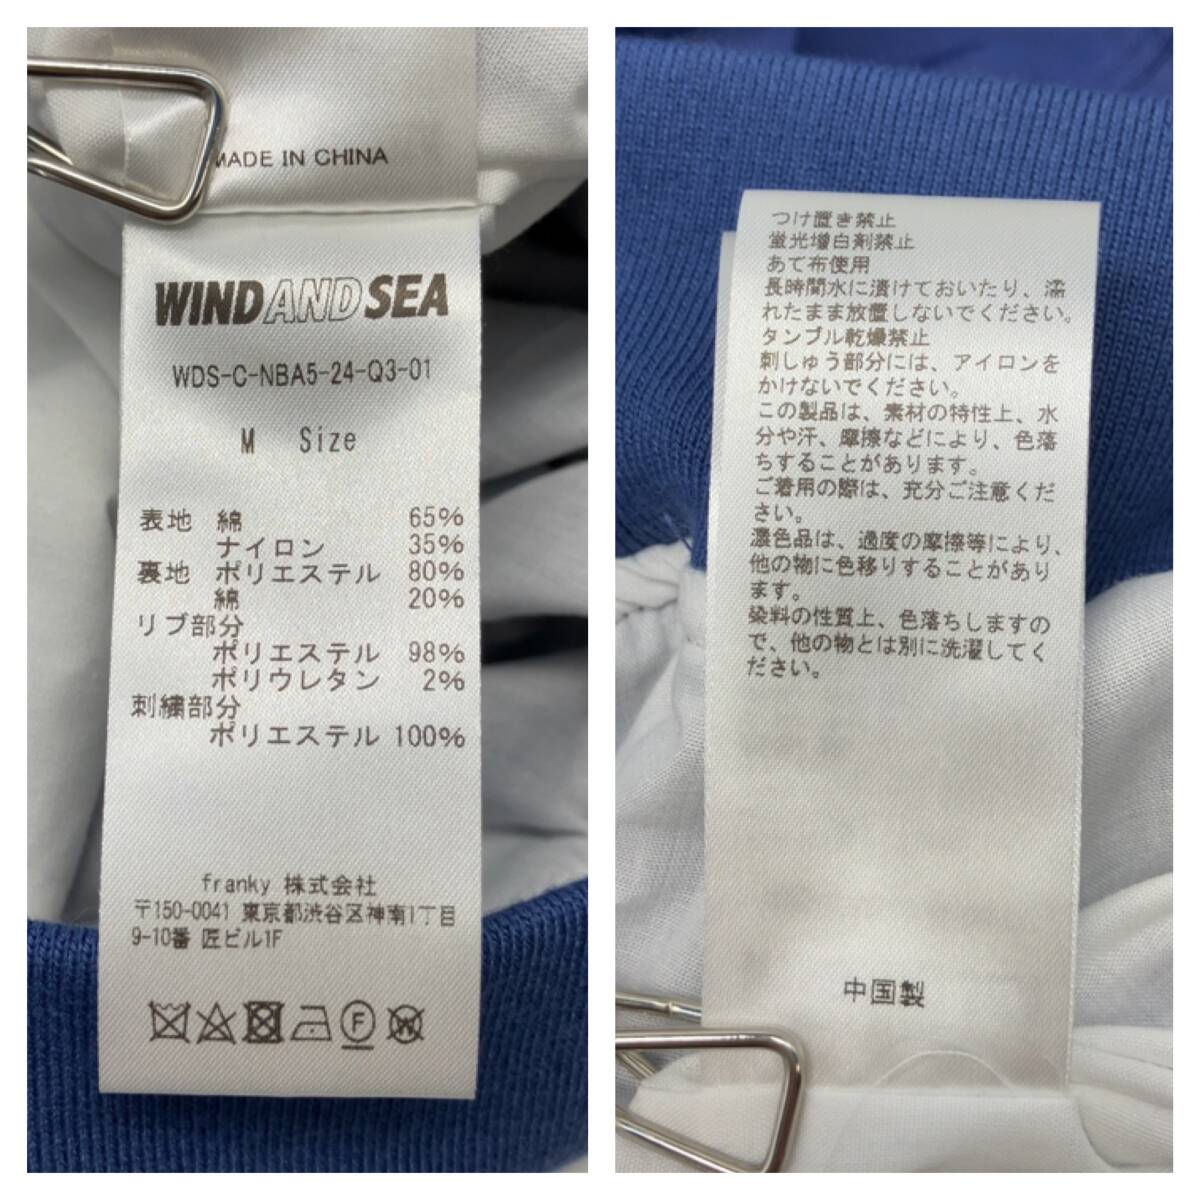 MADE IN CHINA
WIND AND SEA
WDS-C-NBA5-24-Q3-01
M Size
表地 綿 65%
ナイロン 35%
裏地 ポリエステル 80%
綿 20%
リブ部分
ポリエステル 98%
ポリウレタン 2%
刺繍部分
ポリエステル 100%
franky 株式会社
〒150-0041 東京都渋谷区神南1丁目
9-10番 匠ビル1F
F
W
つけ置き禁止
蛍光増白剤禁止
あて布使用
長時間水に漬けておいたり、濡
れたまま放置しないでください。
タンブル乾燥禁止
刺しゅう部分には、アイロンを
かけないでください。
この製品は、素材の特性上、水
分や汗、摩擦などにより、色落
ちすることがあります。
ご着用の際は、充分ご注意くだ
さい。
濃色品は、過度の摩擦等により、
他の物に色移りすることがあり
ます。
染料の性質上、色落ちしますの
で、他の物とは別に洗濯してく
ださい。
中国製